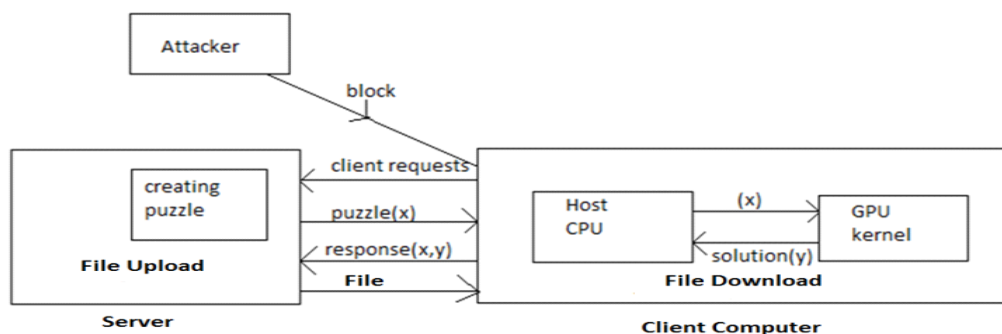 Attacker
block
client requests
creating
puzzle
puzzle(x)
response(x,y)
File Upload
File
Server
Host
CPU
(x)
GPU
kernel
solution(y)
File Download
Client Computer